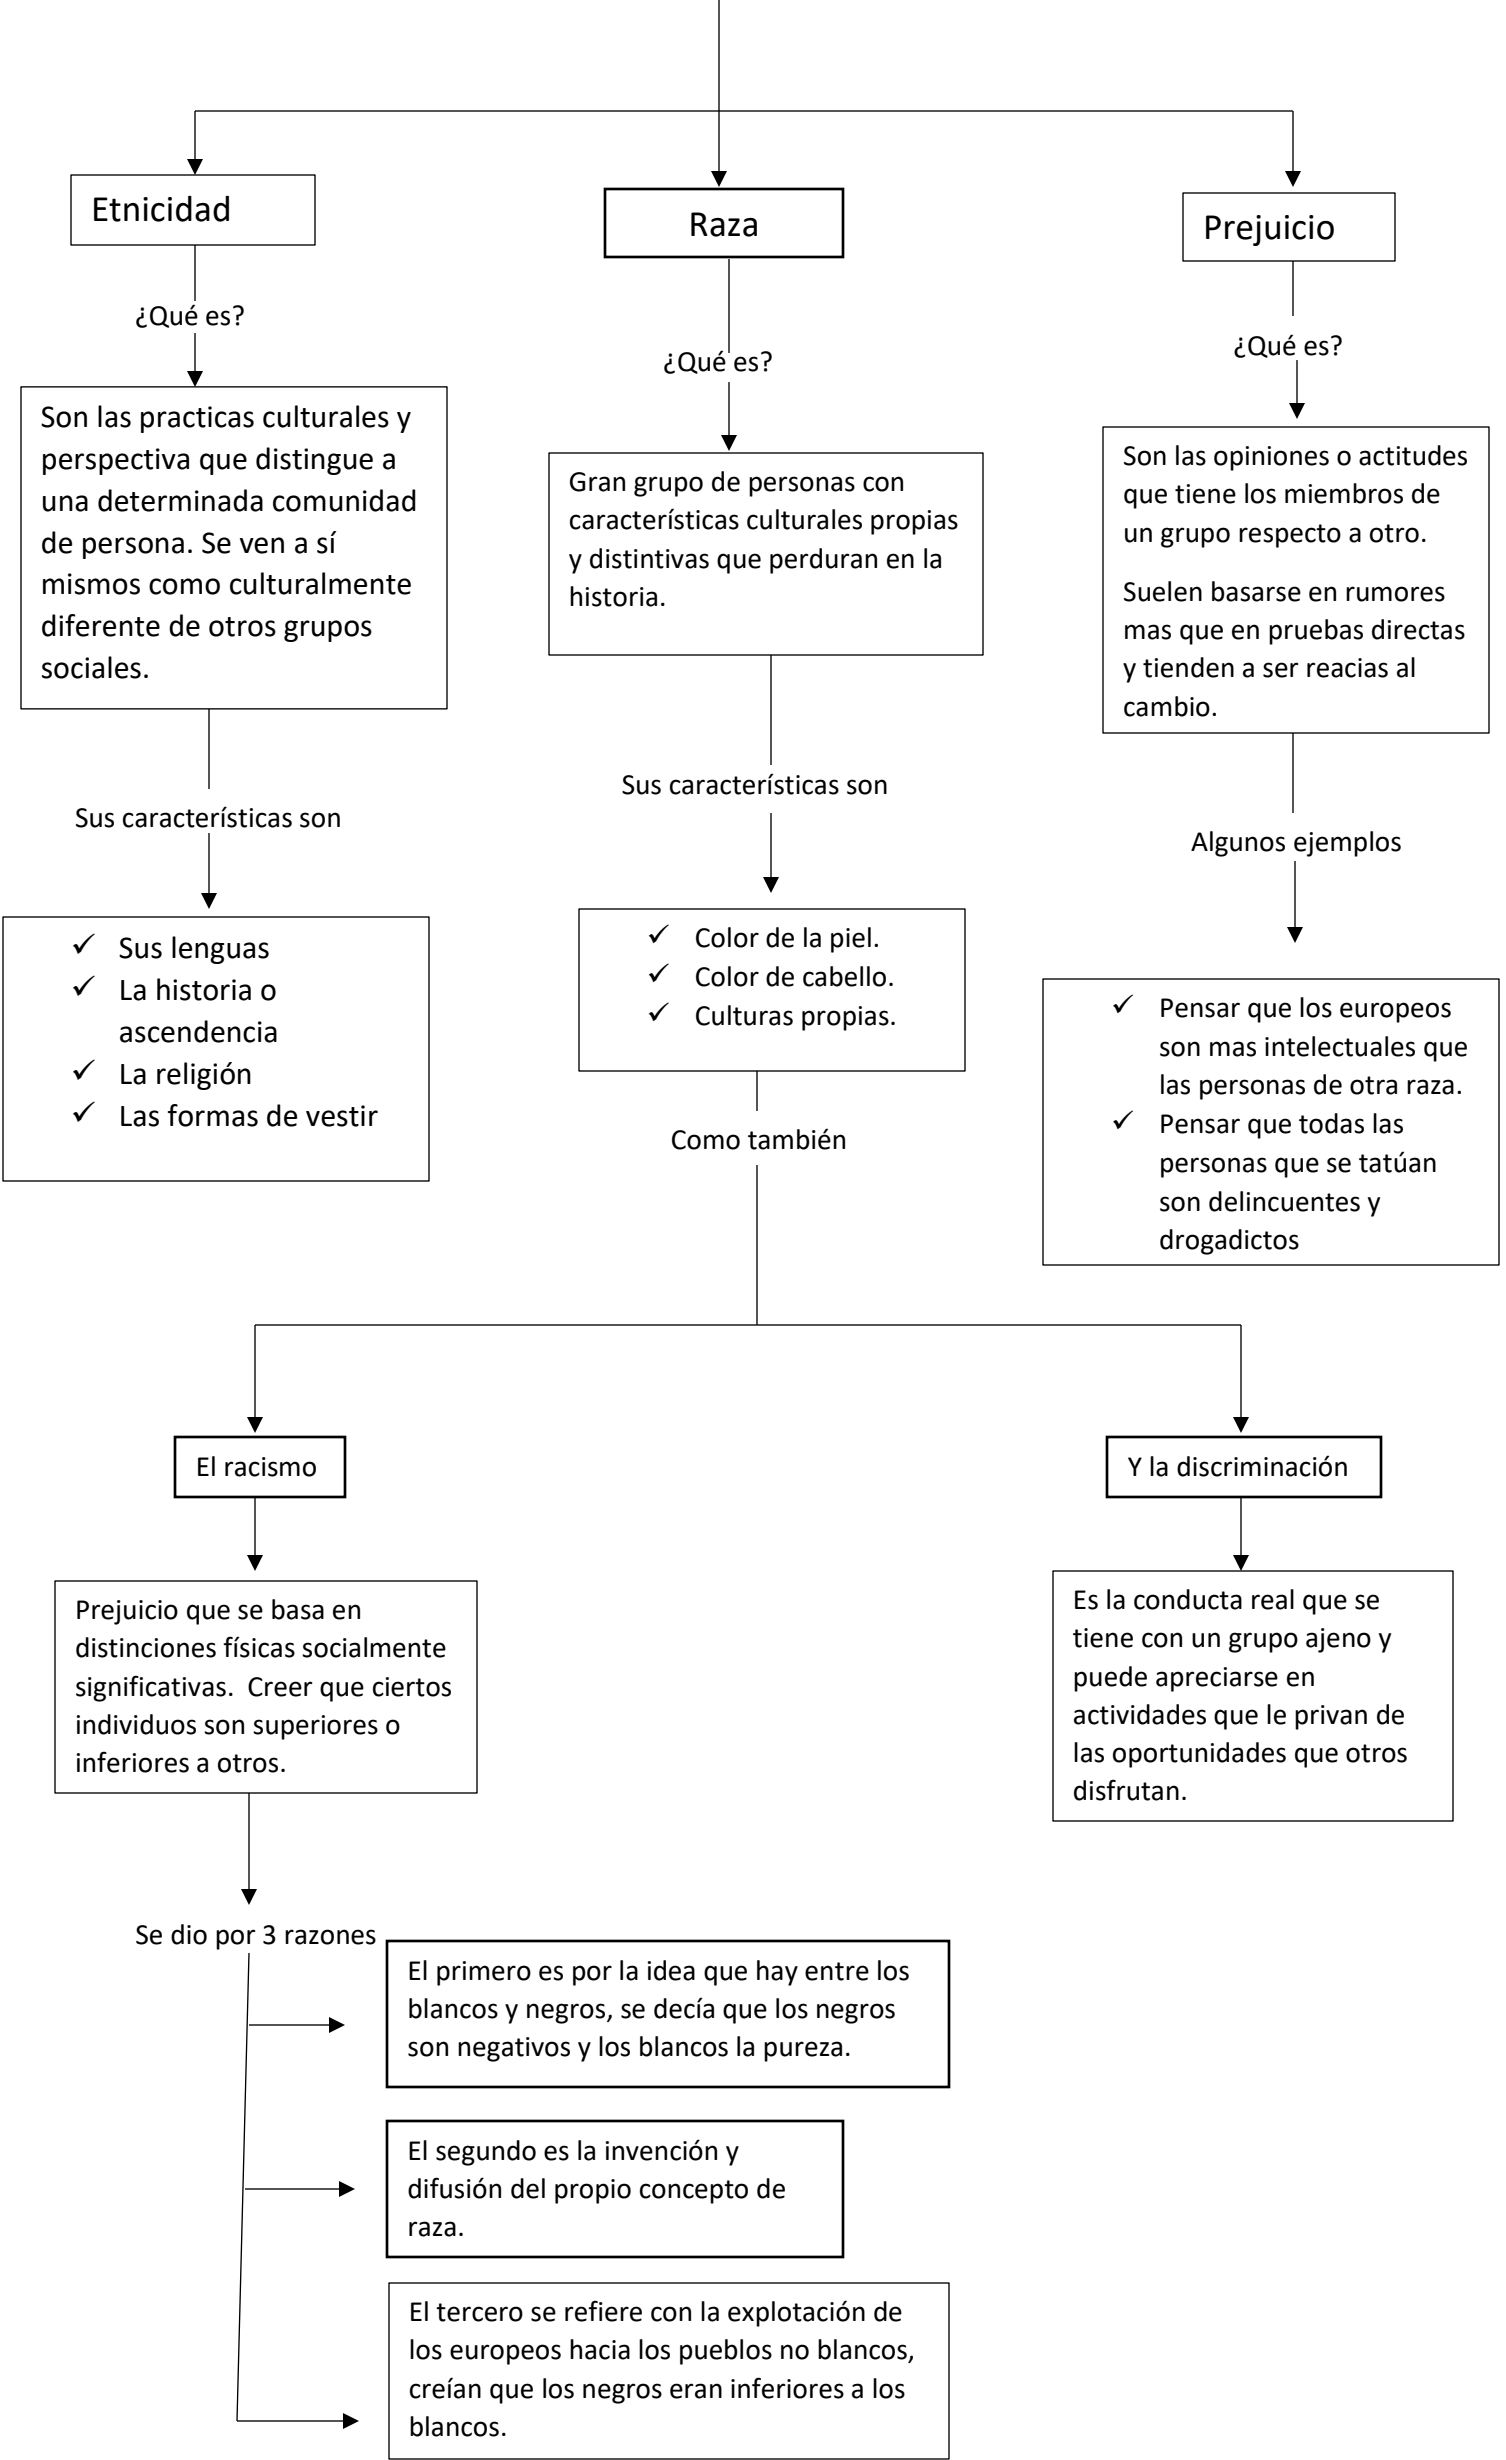 Etnicidad
Raza
Prejuicio
¿Qué es?
¿Qué es?
¿Qué es?
Son las practicas culturales y
perspectiva que distingue a
una determinada comunidad
de persona. Se ven a sí
mismos como culturalmente
diferente de otros grupos
sociales.
Gran grupo de personas con
características culturales propias
y distintivas que perduran en la
historia.
Son las opiniones o actitudes
que tiene los miembros de
un grupo respecto a otro.
Suelen basarse en rumores
mas que en pruebas directas
y tienden a ser reacias al
cambio.
Sus características son
Sus características son
Algunos ejemplos
✓ Sus lenguas
✓ La historia o
ascendencia
✓ La religión
✓ Las formas de vestir
✓ Color de la piel.
✓ Color de cabello.
✓ Culturas propias.
✓ Pensar que los europeos
son mas intelectuales que
las personas de otra raza.
✓ Pensar que todas las
personas que se tatúan
son delincuentes y
drogadictos
Como también
El racismo
Y la discriminación
Prejuicio que se basa en
distinciones físicas socialmente
significativas.  Creer que ciertos
individuos son superiores o
inferiores a otros.
Es la conducta real que se
tiene con un grupo ajeno y
puede apreciarse en
actividades que le privan de
las oportunidades que otros
disfrutan.
Se dio por 3 razones
El primero es por la idea que hay entre los
blancos y negros, se decía que los negros
son negativos y los blancos la pureza.
El segundo es la invención y
difusión del propio concepto de
raza.
El tercero se refiere con la explotación de
los europeos hacia los pueblos no blancos,
creían que los negros eran inferiores a los
blancos.